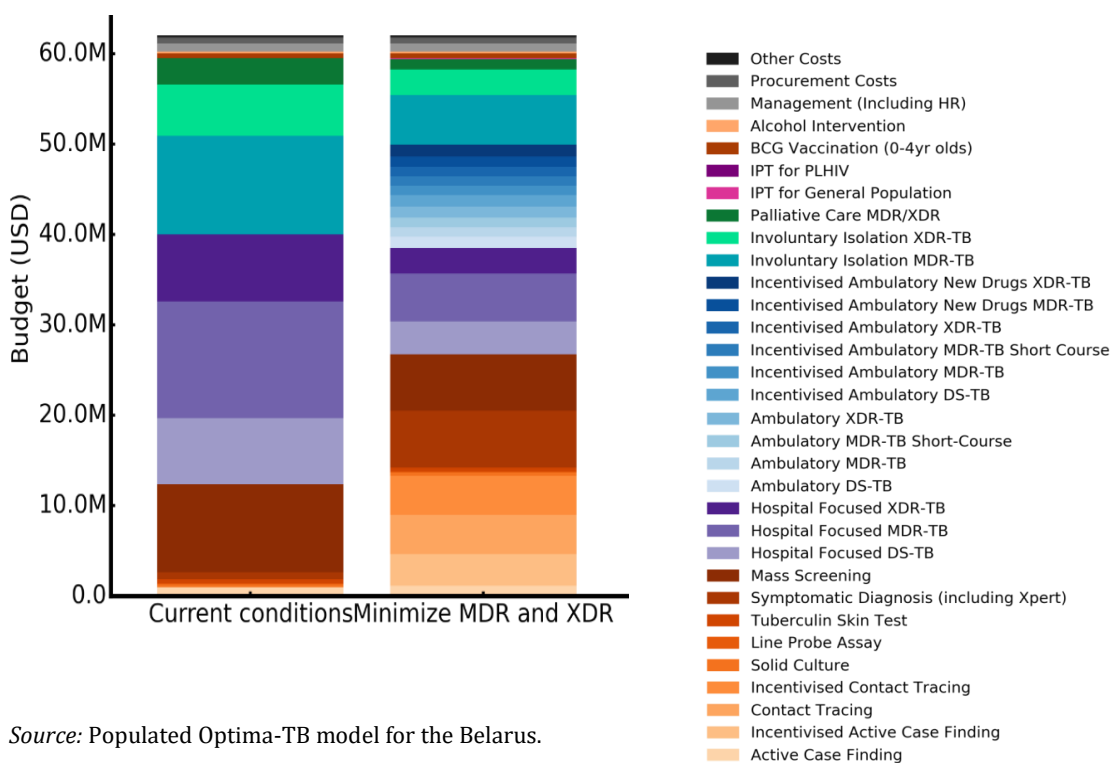 Budget (USD)
60.0M
50.0M
40.0M
30.0M
20.0M
10.0M
0.0
Current conditions
Minimize MDR and XDR
Other Costs
Procurement Costs
Management (Including HR)
Alcohol Intervention
BCG Vaccination (0-4yr olds)
IPT for PLHIV
IPT for General Population
Palliative Care MDR/XDR
Involuntary Isolation XDR-TB
Involuntary Isolation MDR-TB
Incentivised Ambulatory New Drugs XDR-TB
Incentivised Ambulatory New Drugs MDR-TB
Incentivised Ambulatory XDR-TB
Incentivised Ambulatory MDR-TB Short Course
Incentivised Ambulatory MDR-TB
Incentivised Ambulatory DS-TB
Ambulatory XDR-TB
Ambulatory MDR-TB Short-Course
Ambulatory MDR-TB
Ambulatory DS-TB
Hospital Focused XDR-TB
Hospital Focused MDR-TB
Hospital Focused DS-TB
Mass Screening
Symptomatic Diagnosis (including Xpert)
Tuberculin Skin Test
Line Probe Assay
Solid Culture
Incentivised Contact Tracing
Contact Tracing
Incentivised Active Case Finding
Active Case Finding
Source: Populated Optima-TB model for the Belarus.